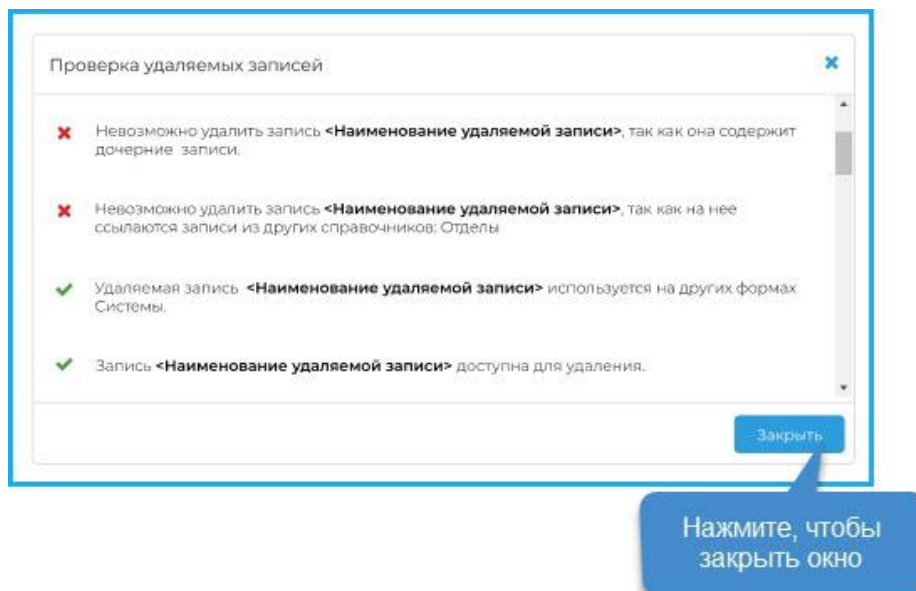 Проверка удаляемых записей
Невозможно удалить запись <Наименование удаляемой записи>, так как она содержит
дочерние записи.
Невозможно удалить запись <Наименование удаляемой записи>, так как на нее
ссылаются записи из других справочников: Отделы
Удаляемая запись <Наименование удаляемой записи> используется на других формах
Системы.
Запись <Наименование удаляемой записи> доступна для удаления.
Закрыть
Нажмите, чтобы
закрыть окно